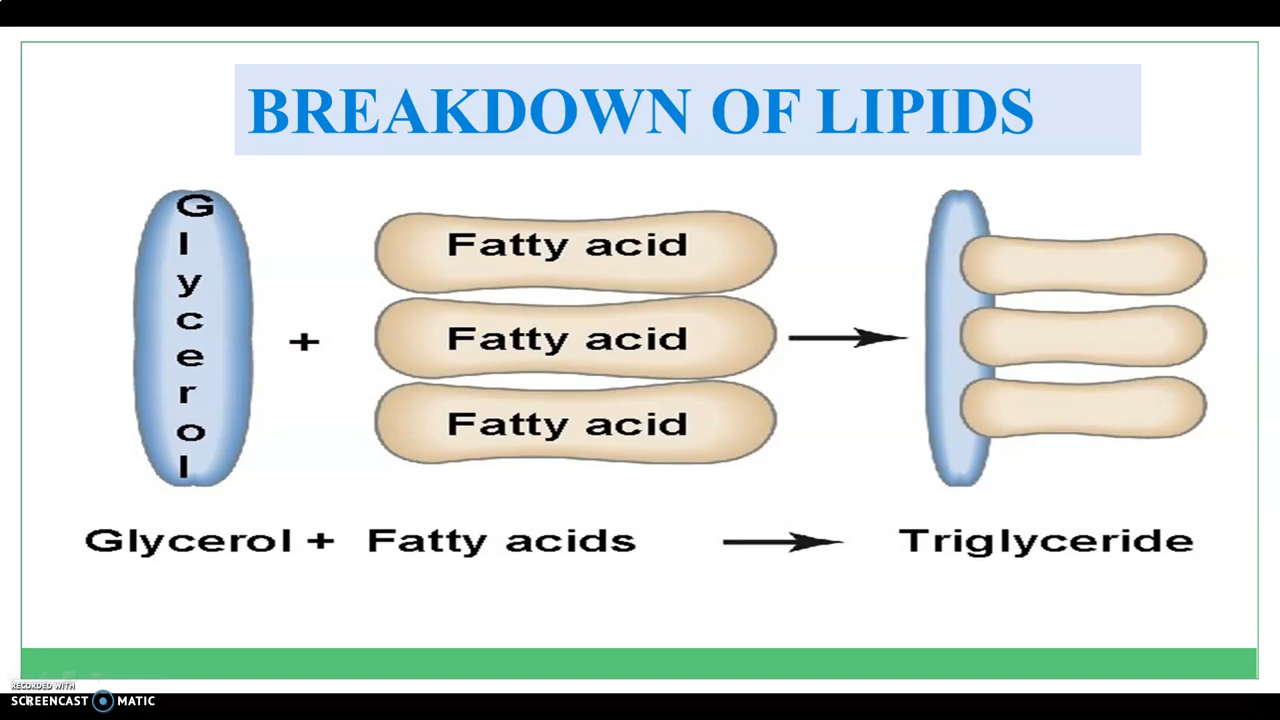 BREAKDOWN OF LIPIDS
Glycerol
+
Fatty acid
Fatty acid
Fatty acid
Glycerol + Fatty acids
Triglyceride
RECORDED WITH
SCREENCAST MATIC